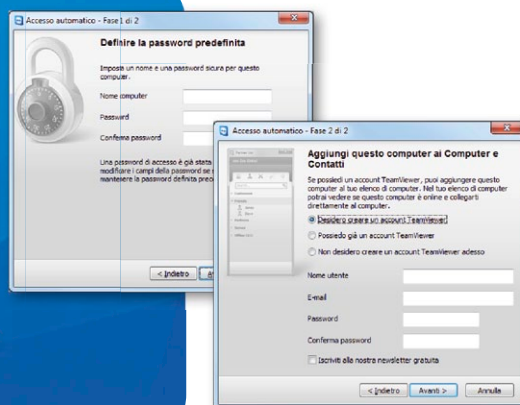 Accesso automatico - Fase 1 di 2
Definire la password predefinita
Imposta un nome e una password sicura per questo
computer.
Nome computer
Password
Conferma password
Una password di accesso è già stata
modificare i campi della password se
mantenere la password definita
< Indietro
Accesso automatico - Fase 2 di 2
Aggiungi questo computer ai Computer e
Contatti
Se possiedi un account TeamViewer, puoi aggiungere questo
computer al tuo elenco di computer. Nel tuo elenco di computer
potrai vedere se questo computer è online e collegarti
direttamente al computer.
Desidero creare un account TeamViewer
Possiedo già un account TeamViewer
Non desidero creare un account TeamViewer adesso
Nome utente
E-mail
Password
Conferma password
Iscriviti alla nostra newsletter gratuita
< Indietro
Avanti >
Annulla